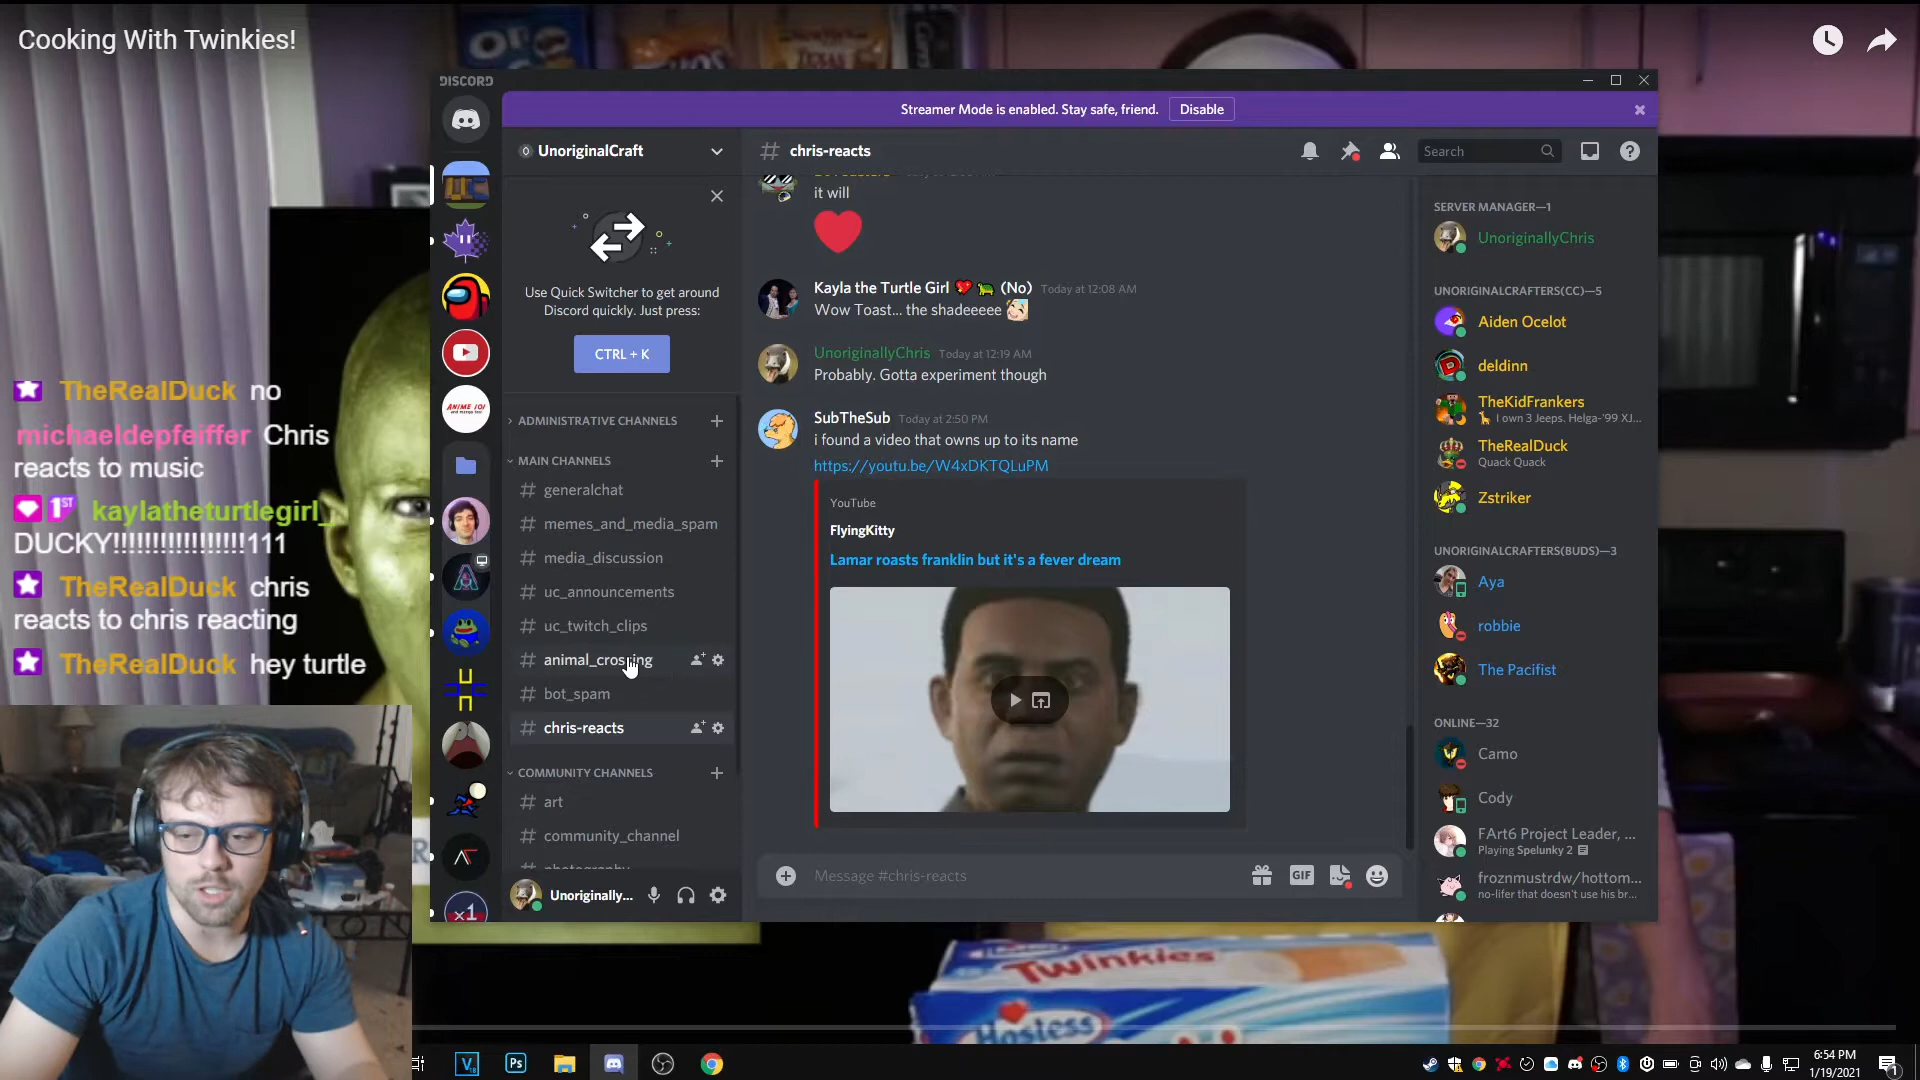 Cooking With Twinkies!
DISCORD
Streamer Mode is enabled. Stay safe, friend.
Disable
UnoriginalCraft
chris-reacts
Search
Use Quick Switcher to get around
Discord quickly. Just press:
CTRL + K
ADMINISTRATIVE CHANNELS
MAIN CHANNELS
generalchat
memes_and_media_spam
media_discussion
uc_announcements
uc_twitch_clips
animal_crossing
bot_spam
chris-reacts
COMMUNITY CHANNELS
art
community_channel
Unoriginally...
it will
Kayla the Turtle Girl (No) Today at 12:08 AM
Wow Toast... the shadeeeee
UnoriginallyChris Today at 12:19 AM
Probably. Gotta experiment though
SubTheSub Today at 2:50 PM
i found a video that owns up to its name
https://youtu.be/W4xDKTQLuPM
YouTube
FlyingKitty
Lamar roasts franklin but it's a fever dream
Message #chris-reacts
GIF
SERVER MANAGER—1
UnoriginallyChris
UNORIGINALCRAFTERS(CC)—5
Aiden Ocelot
deldinn
TheKidFrankers
I own 3 Jeeps. Helga-'99 XJ...
TheRealDuck
Quack Quack
Zstriker
UNORIGINALCRAFTERS(BUDS)—3
Aya
robbie
The Pacifist
ONLINE—32
Camo
Cody
FArt6 Project Leader, ...
Playing Spelunky 2
froznmustrdw/hottom...
no-lifer that doesn't use his br...
TheRealDuck no
michaeldepfeiffer Chris
reacts to music
1ST kaylatheturtlegirl_
DUCKY!!!!!!!!!!!!!!!!!!111
TheRealDuck chris
reacts to chris reacting
TheRealDuck hey turtle
Twinkies
Hostess
Ps
6:54 PM
1/19/2021